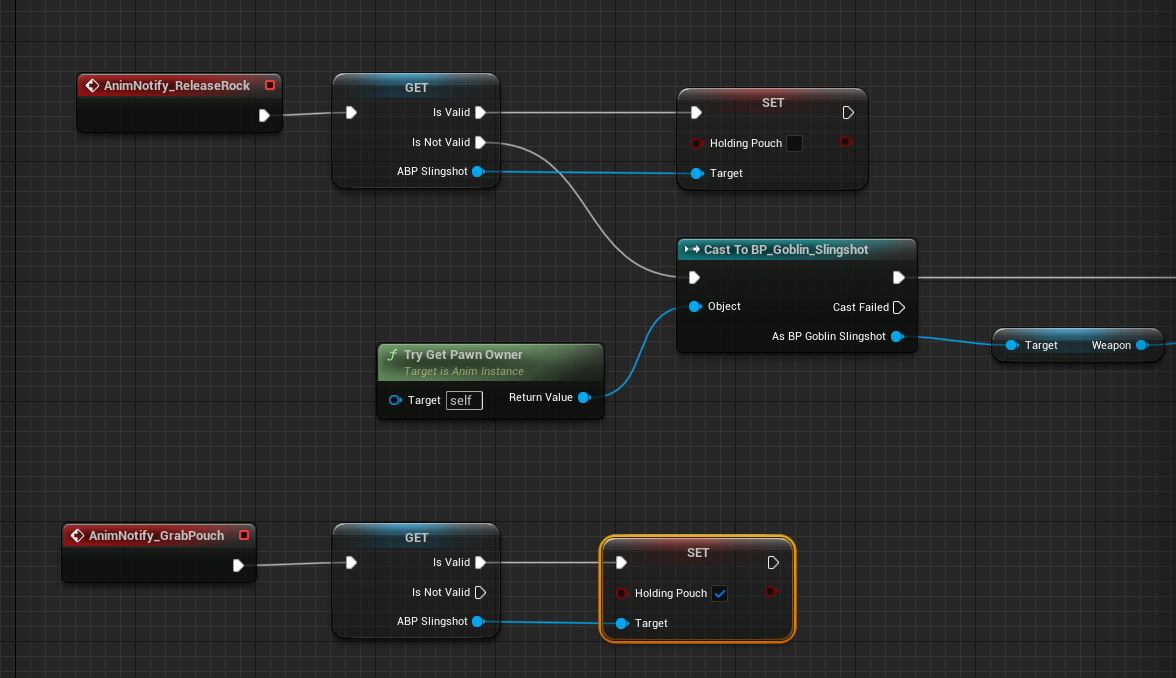 AnimNotify_ReleaseRock
GET
Is Valid
Is Not Valid
ABP Slingshot
SET
Holding Pouch
Target
Cast To BP_Goblin_Slingshot
Object
Cast Failed
As BP Goblin Slingshot
Target Weapon
Try Get Pawn Owner
Target is Anim Instance
Target self Return Value
AnimNotify_GrabPouch
GET
Is Valid
Is Not Valid
ABP Slingshot
SET
Holding Pouch
Target